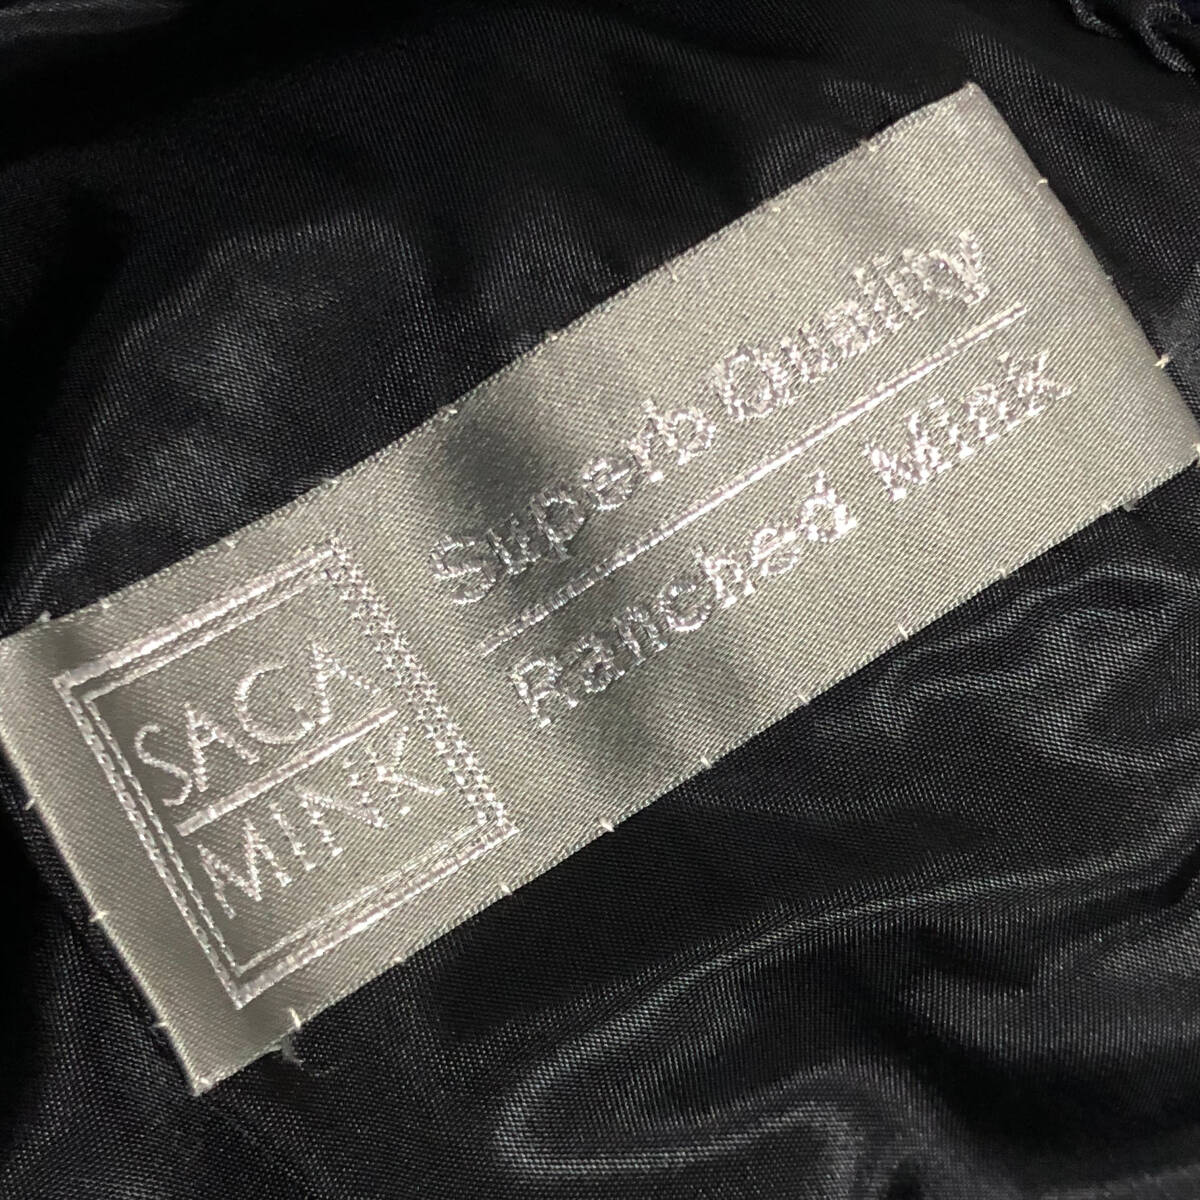 SAGA
MINK
Superb Quality
Ranched Mink